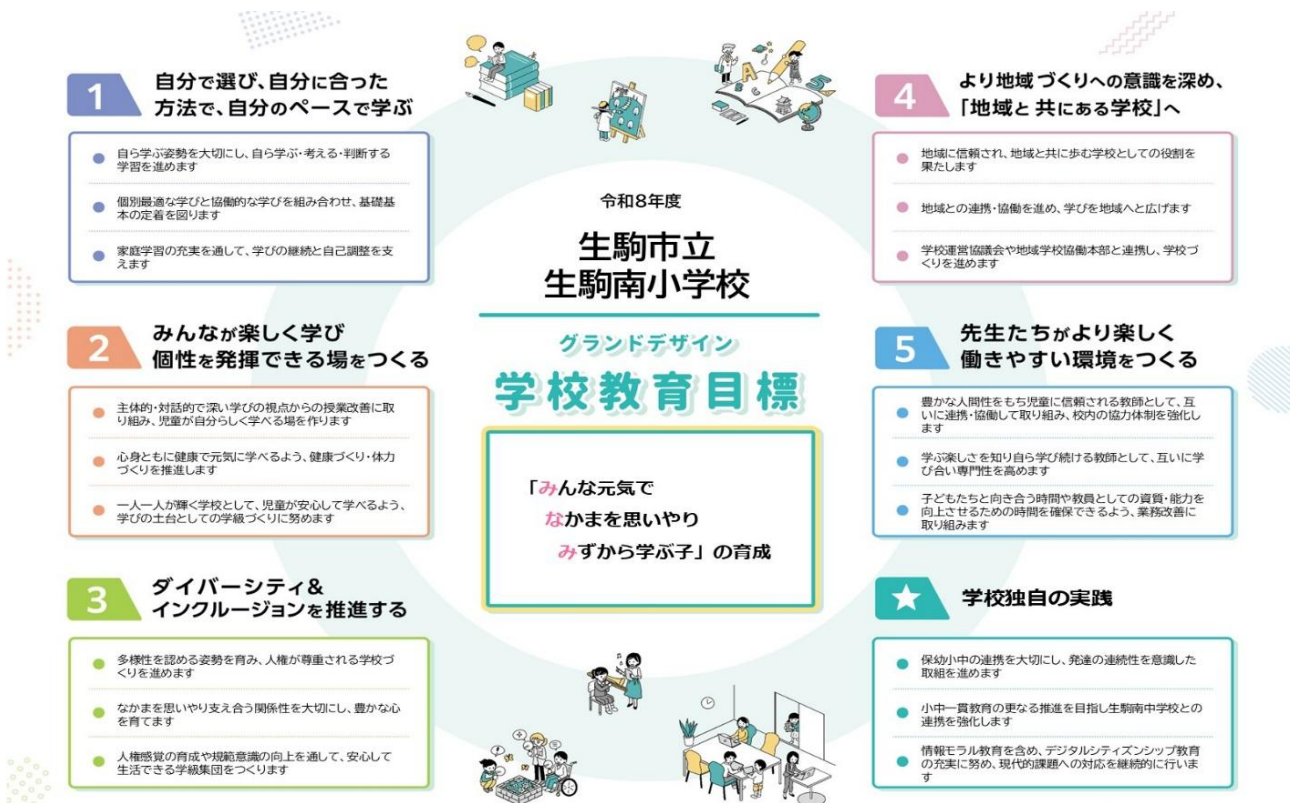 令和8年度
生駒市立
生駒南小学校
グランドデザイン
学校教育目標
「みんな元気で
なかまを思いやり
みずから学ぶ子」の育成
1
自分で選び、自分に合った
方法で、自分のペースで学ぶ
自ら学ぶ姿勢を大切にし、自ら学ぶ・考える・判断する
学習を進めます
個別最適な学びと協働的な学びを組み合わせ、基礎基
本の定着を図ります
家庭学習の充実を通して、学びの継続と自己調整を支
えます
2
みんなが楽しく学び
個性を発揮できる場をつくる
主体的・対話的で深い学びの視点からの授業改善に取
り組み、児童が自分らしく学べる場を作ります
心身ともに健康で元気に学べるよう、健康づくり・体力
づくりを推進します
一人一人が輝く学校として、児童が安心して学べるよう、
学びの土台としての学級づくりに努めます
3
ダイバーシティ&
インクルージョンを推進する
多様性を認める姿勢を育み、人権が尊重される学校づ
くりを進めます
なかまを思いやり支え合う関係性を大切にし、豊かな心
を育てます
人権感覚の育成や規範意識の向上を通して、安心して
生活できる学級集団をつくります
4
より地域づくりへの意識を深め、
「地域と共にある学校」へ
地域に信頼され、地域と共に歩む学校としての役割を
果たします
地域との連携・協働を進め、学びを地域へと広げます
学校運営協議会や地域学校協働本部と連携し、学校づ
くりを進めます
5
先生たちがより楽しく
働きやすい環境をつくる
豊かな人間性をもち児童に信頼される教師として、互
いに連携・協働して取り組み、校内の協力体制を強化し
ます
学ぶ楽しさを知り自ら学び続ける教師として、互いに学
び合い専門性を高めます
子どもたちと向き合う時間や教員としての資質・能力を
向上させるための時間を確保できるよう、業務改善に
取り組みます
学校独自の実践
保幼小中の連携を大切にし、発達の連続性を意識した
取組を進めます
小中一貫教育の更なる推進を目指し生駒南中学校との
連携を強化します
情報モラル教育を含め、デジタルシティズンシップ教育
の充実に努め、現代的課題への対応を継続的に行いま
す
A
5